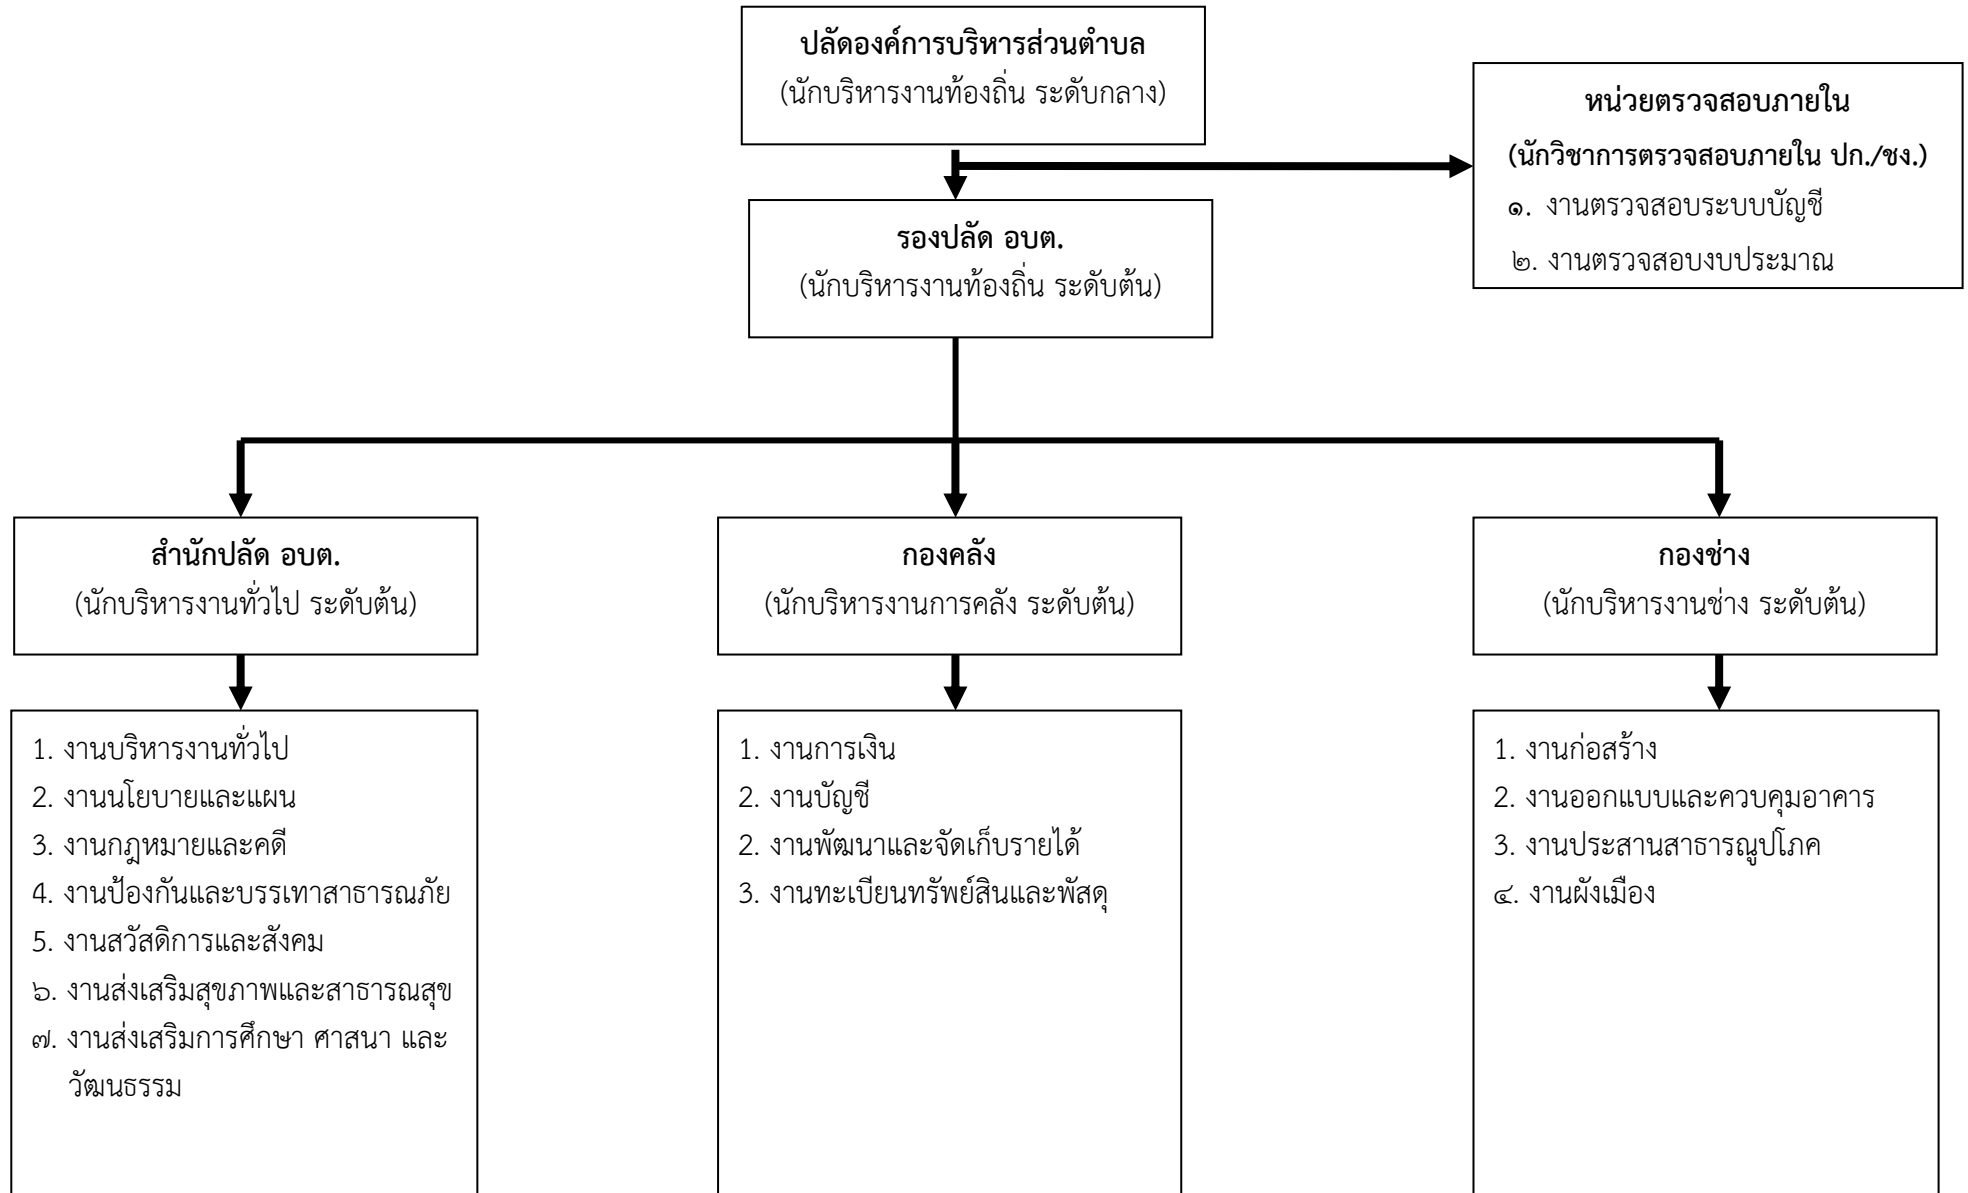 ปลัดองค์การบริหารส่วนตำบล
(นักบริหารงานท้องถิ่น ระดับกลาง)
หน่วยตรวจสอบภายใน
(นักวิชาการตรวจสอบภายใน ปก./ชง.)
๑. งานตรวจสอบระบบบัญชี
๒. งานตรวจสอบงบประมาณ
รองปลัด อบต.
(นักบริหารงานท้องถิ่น ระดับต้น)
สำนักปลัด อบต.
(นักบริหารงานทั่วไป ระดับต้น)
กองคลัง
(นักบริหารงานการคลัง ระดับต้น)
กองช่าง
(นักบริหารงานช่าง ระดับต้น)
1. งานบริหารงานทั่วไป
2. งานนโยบายและแผน
3. งานกฎหมายและคดี
4. งานป้องกันและบรรเทาสาธารณภัย
5. งานสวัสดิการและสังคม
๖. งานส่งเสริมสุขภาพและสาธารณสุข
๗. งานส่งเสริมการศึกษา ศาสนา และ
วัฒนธรรม
1. งานการเงิน
2. งานบัญชี
2. งานพัฒนาและจัดเก็บรายได้
3. งานทะเบียนทรัพย์สินและพัสดุ
1. งานก่อสร้าง
2. งานออกแบบและควบคุมอาคาร
3. งานประสานสาธารณูปโภค
๔. งานผังเมือง